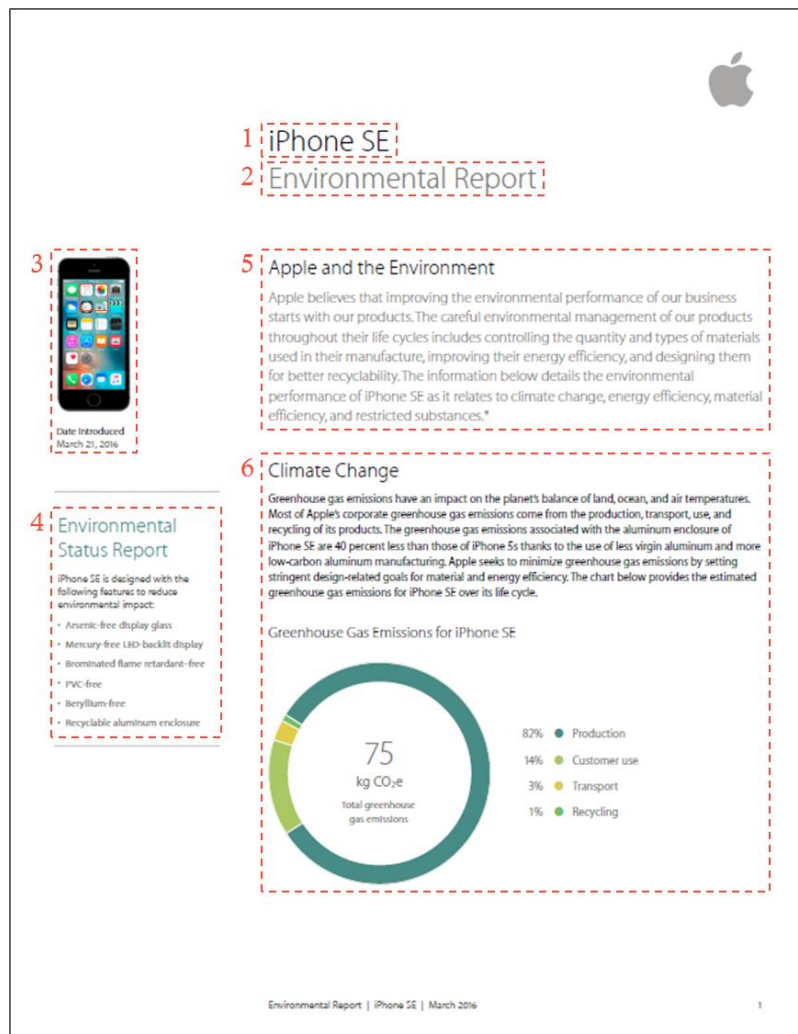 1 iPhone SE
2 Environmental Report
3
Date Introduced
March 21, 2016
4 Environmental
Status Report
iPhone SE is designed with the
following features to reduce
environmental impact:
• Arsenic-free display glass
• Mercury-free LED-backlit display
• Brominated flame retardant–free
• PVC-free
• Beryllium-free
• Recyclable aluminum enclosure
5 Apple and the Environment
Apple believes that improving the environmental performance of our business
starts with our products. The careful environmental management of our products
throughout their life cycles includes controlling the quantity and types of materials
used in their manufacture, improving their energy efficiency, and designing them
for better recyclability. The information below details the environmental
performance of iPhone SE as it relates to climate change, energy efficiency, material
efficiency, and restricted substances.*
6 Climate Change
Greenhouse gas emissions have an impact on the planet's balance of land, ocean, and air temperatures.
Most of Apple's corporate greenhouse gas emissions come from the production, transport, use, and
recycling of its products. The greenhouse gas emissions associated with the aluminum enclosure of
iPhone SE are 40 percent less than those of iPhone 5s thanks to the use of less virgin aluminum and more
low-carbon aluminum manufacturing. Apple seeks to minimize greenhouse gas emissions by setting
stringent design-related goals for material and energy efficiency. The chart below provides the estimated
greenhouse gas emissions for iPhone SE over its life cycle.
Greenhouse Gas Emissions for iPhone SE
75
kg CO₂e
Total greenhouse
gas emissions
82% Production
14% Customer use
3% Transport
1% Recycling
Environmental Report | iPhone SE | March 2016 1